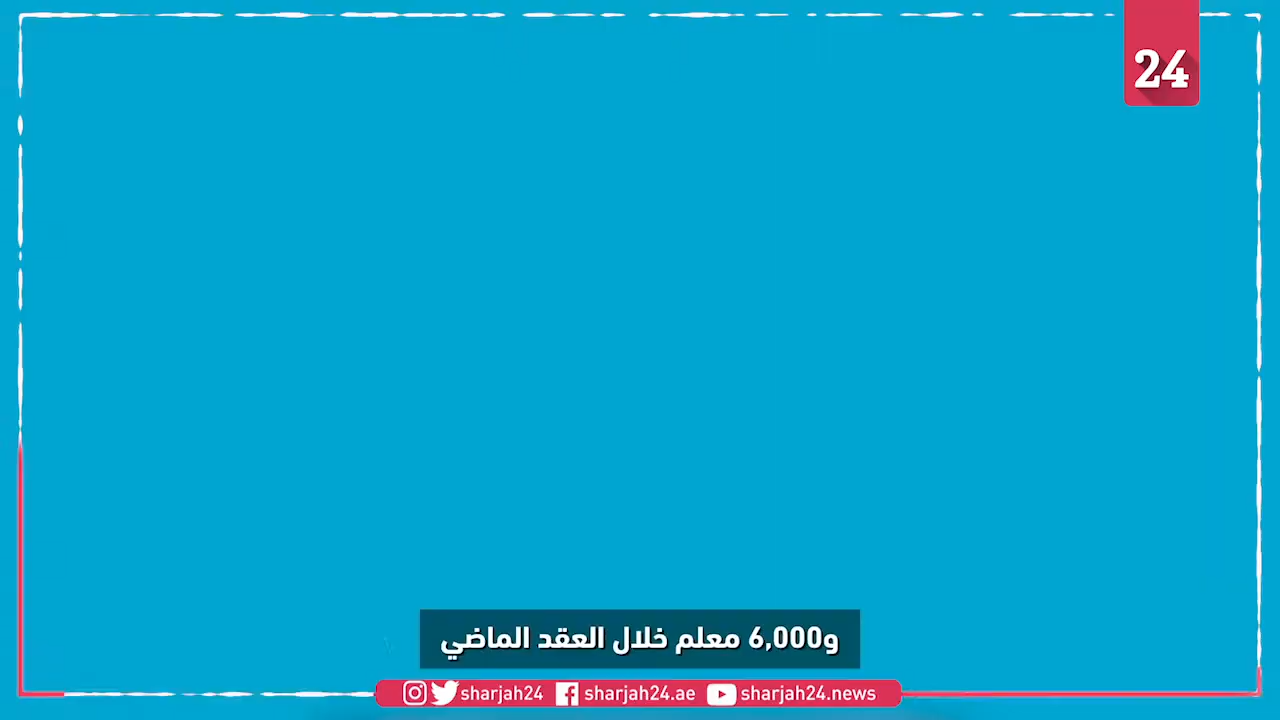 24
و6,000 معلم خلال العقد الماضي
sharjah24 sharjah24.ae sharjah24.news